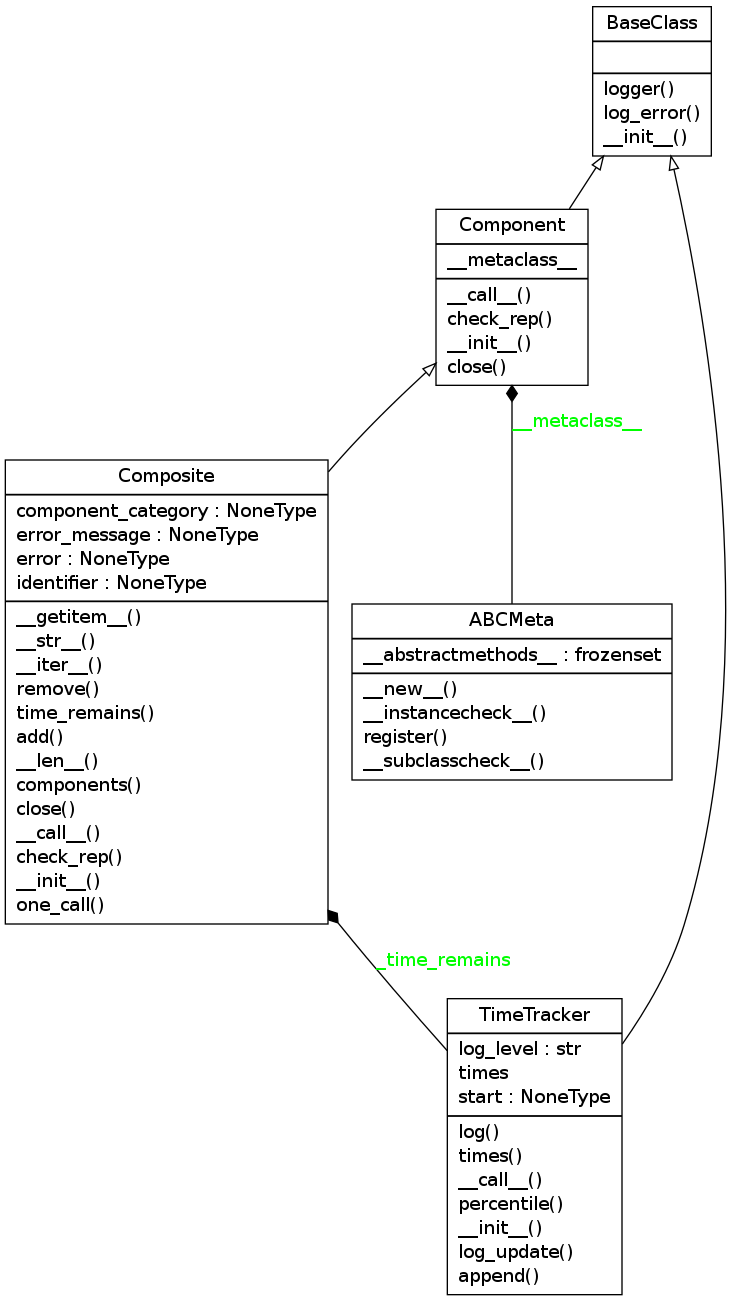 BaseClass
logger()
log_error()
__init__()
Component
__metaclass__
__call__()
check_rep()
__init__()
close()
__metaclass__
Composite
component_category : NoneType
error_message : NoneType
error : NoneType
identifier : NoneType
__getitem__()
__str__()
__iter__()
remove()
time_remains()
add()
__len__()
components()
close()
__call__()
check_rep()
__init__()
one_call()
ABCMeta
__abstractmethods__ : frozenset
__new__()
__instancecheck__()
register()
__subclasscheck__()
_time_remains
TimeTracker
log_level : str
times
start : NoneType
log()
times()
__call__()
percentile()
__init__()
log_update()
append()